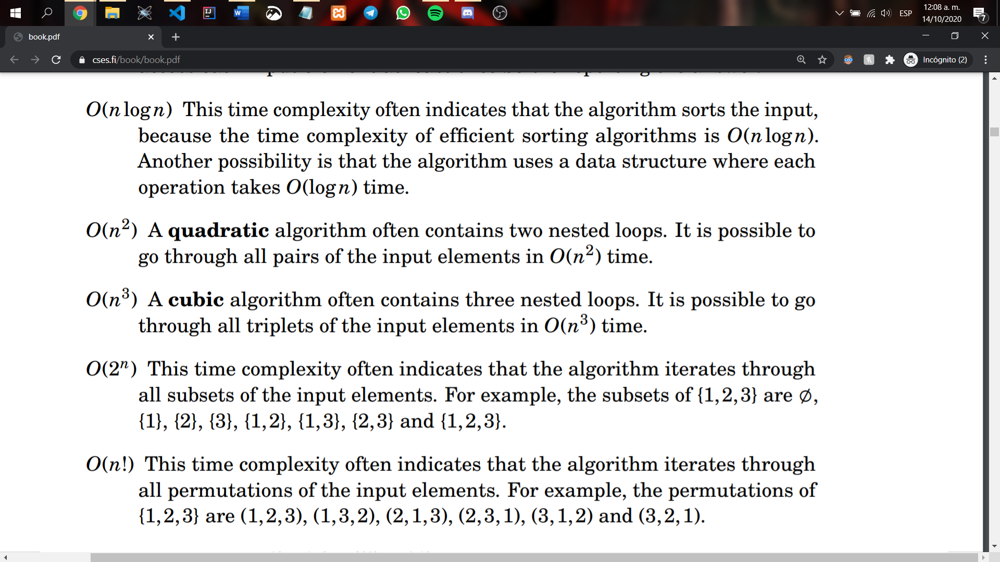 12:08 a. m.
ESP
14/10/2020
7
book.pdf
cses.fi/book/book.pdf
Incógnito (2)
O(n log n) This time complexity often indicates that the algorithm sorts the input,
because the time complexity of efficient sorting algorithms is O(n log n).
Another possibility is that the algorithm uses a data structure where each
operation takes O(log n) time.
O(n²) A quadratic algorithm often contains two nested loops. It is possible to
go through all pairs of the input elements in O(n²) time.
O(n³) A cubic algorithm often contains three nested loops. It is possible to go
through all triplets of the input elements in O(n³) time.
O(2ⁿ) This time complexity often indicates that the algorithm iterates through
all subsets of the input elements. For example, the subsets of {1,2,3} are ∅,
{1}, {2}, {3}, {1,2}, {1,3}, {2,3} and {1,2,3}.
O(n!) This time complexity often indicates that the algorithm iterates through
all permutations of the input elements. For example, the permutations of
{1,2,3} are (1,2,3), (1,3,2), (2,1,3), (2,3,1), (3,1,2) and (3,2,1).